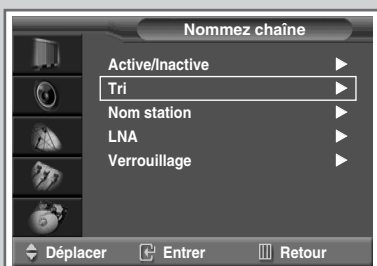 Nommez chaîne
Active/Inactive
Tri
Nom station
LNA
Verrouillage
Déplacer Entrer Retour